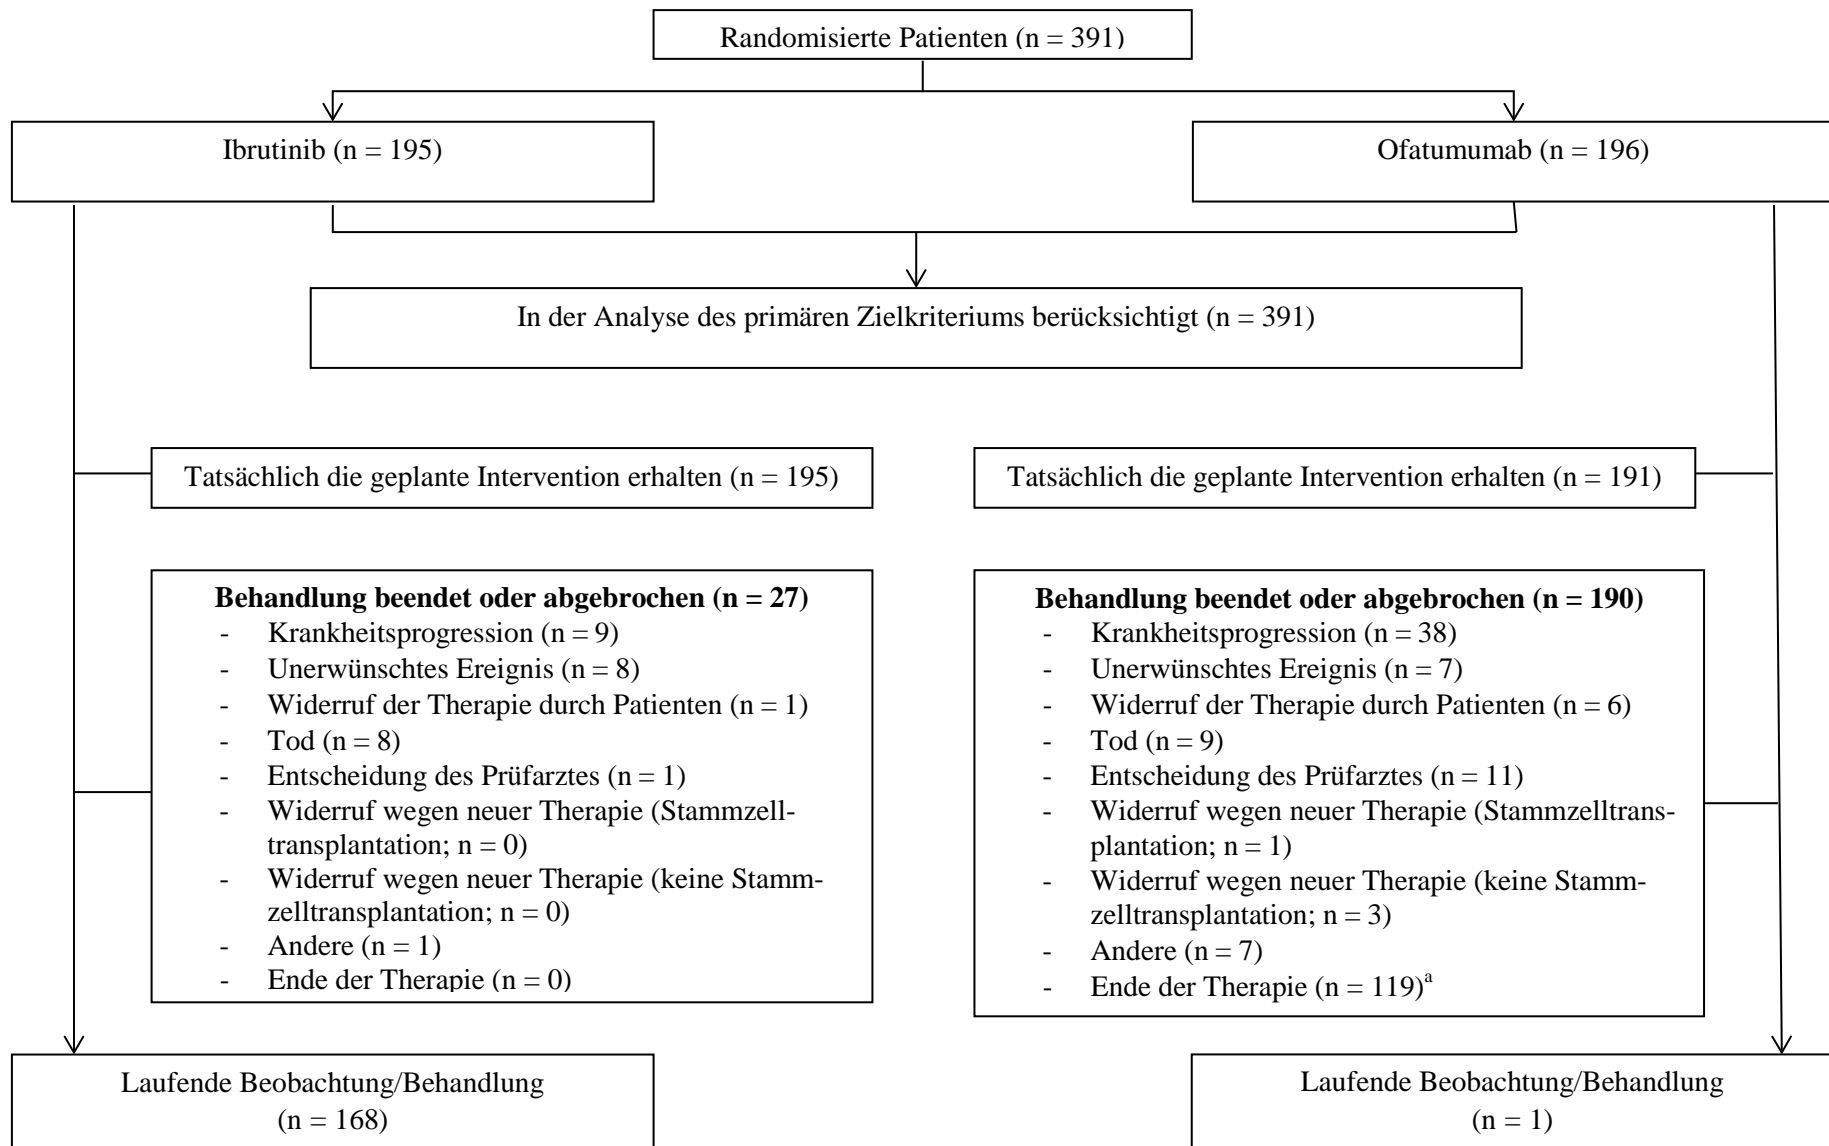 Randomisierte Patienten (n = 391)
Ibrutinib (n = 195)
Ofatumumab (n = 196)
In der Analyse des primären Zielkriteriums berücksichtigt (n = 391)
Tatsächlich die geplante Intervention erhalten (n = 195)
Tatsächlich die geplante Intervention erhalten (n = 191)
Behandlung beendet oder abgebrochen (n = 27)
- Krankheitsprogression (n = 9)
- Unerwünschtes Ereignis (n = 8)
- Widerruf der Therapie durch Patienten (n = 1)
- Tod (n = 8)
- Entscheidung des Prüfarztes (n = 1)
- Widerruf wegen neuer Therapie (Stammzell-
transplantation; n = 0)
- Widerruf wegen neuer Therapie (keine Stamm-
zelltransplantation; n = 0)
- Andere (n = 1)
- Ende der Therapie (n = 0)
Behandlung beendet oder abgebrochen (n = 190)
- Krankheitsprogression (n = 38)
- Unerwünschtes Ereignis (n = 7)
- Widerruf der Therapie durch Patienten (n = 6)
- Tod (n = 9)
- Entscheidung des Prüfarztes (n = 11)
- Widerruf wegen neuer Therapie (Stammzelltrans-
plantation; n = 1)
- Widerruf wegen neuer Therapie (keine Stamm-
zelltransplantation; n = 3)
- Andere (n = 7)
- Ende der Therapie (n = 119)ᵃ
Laufende Beobachtung/Behandlung
(n = 168)
Laufende Beobachtung/Behandlung
(n = 1)